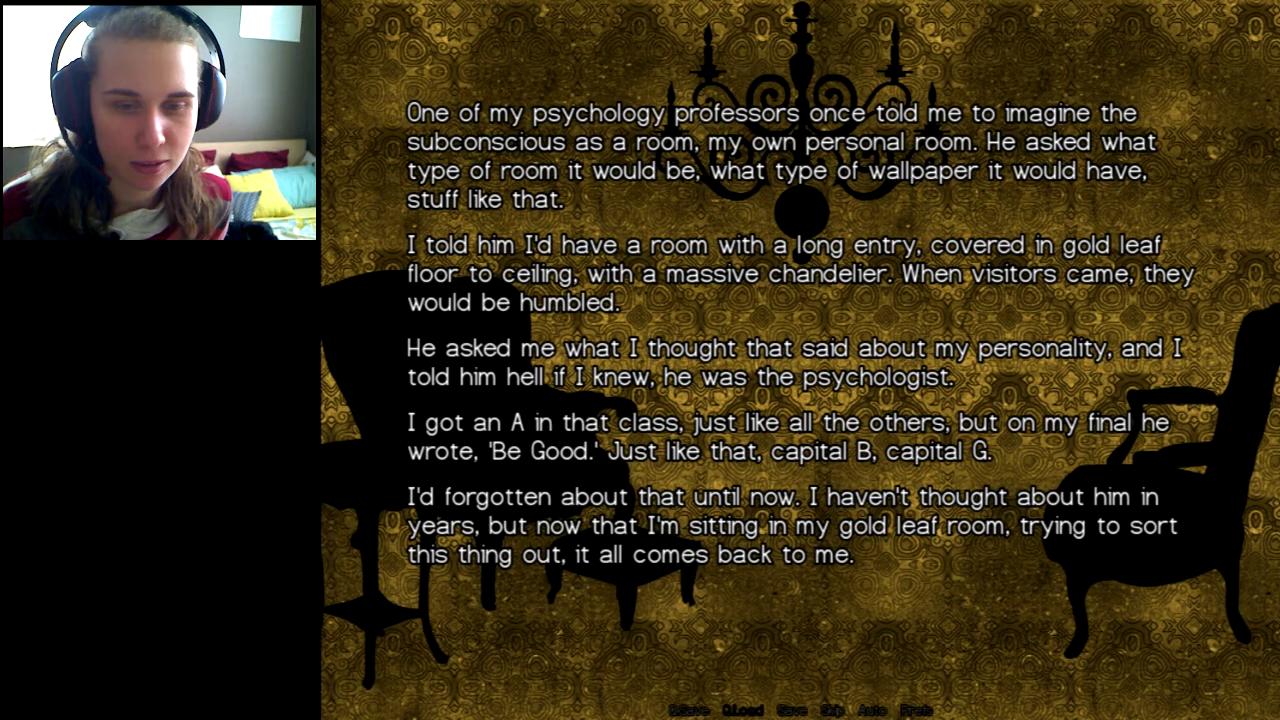 One of my psychology professors once told me to imagine the
subconscious as a room, my own personal room. He asked what
type of room it would be, what type of wallpaper it would have,
stuff like that.
I told him I'd have a room with a long entry, covered in gold leaf
floor to ceiling, with a massive chandelier. When visitors came, they
would be humbled.
He asked me what I thought that said about my personality, and I
told him hell if I knew, he was the psychologist.
I got an A in that class, just like all the others, but on my final he
wrote, 'Be Good.' Just like that, capital B, capital G.
I'd forgotten about that until now. I haven't thought about him in
years, but now that I'm sitting in my gold leaf room, trying to sort
this thing out, it all comes back to me.
Q.Save Q.Load Save Skip Auto Prefs